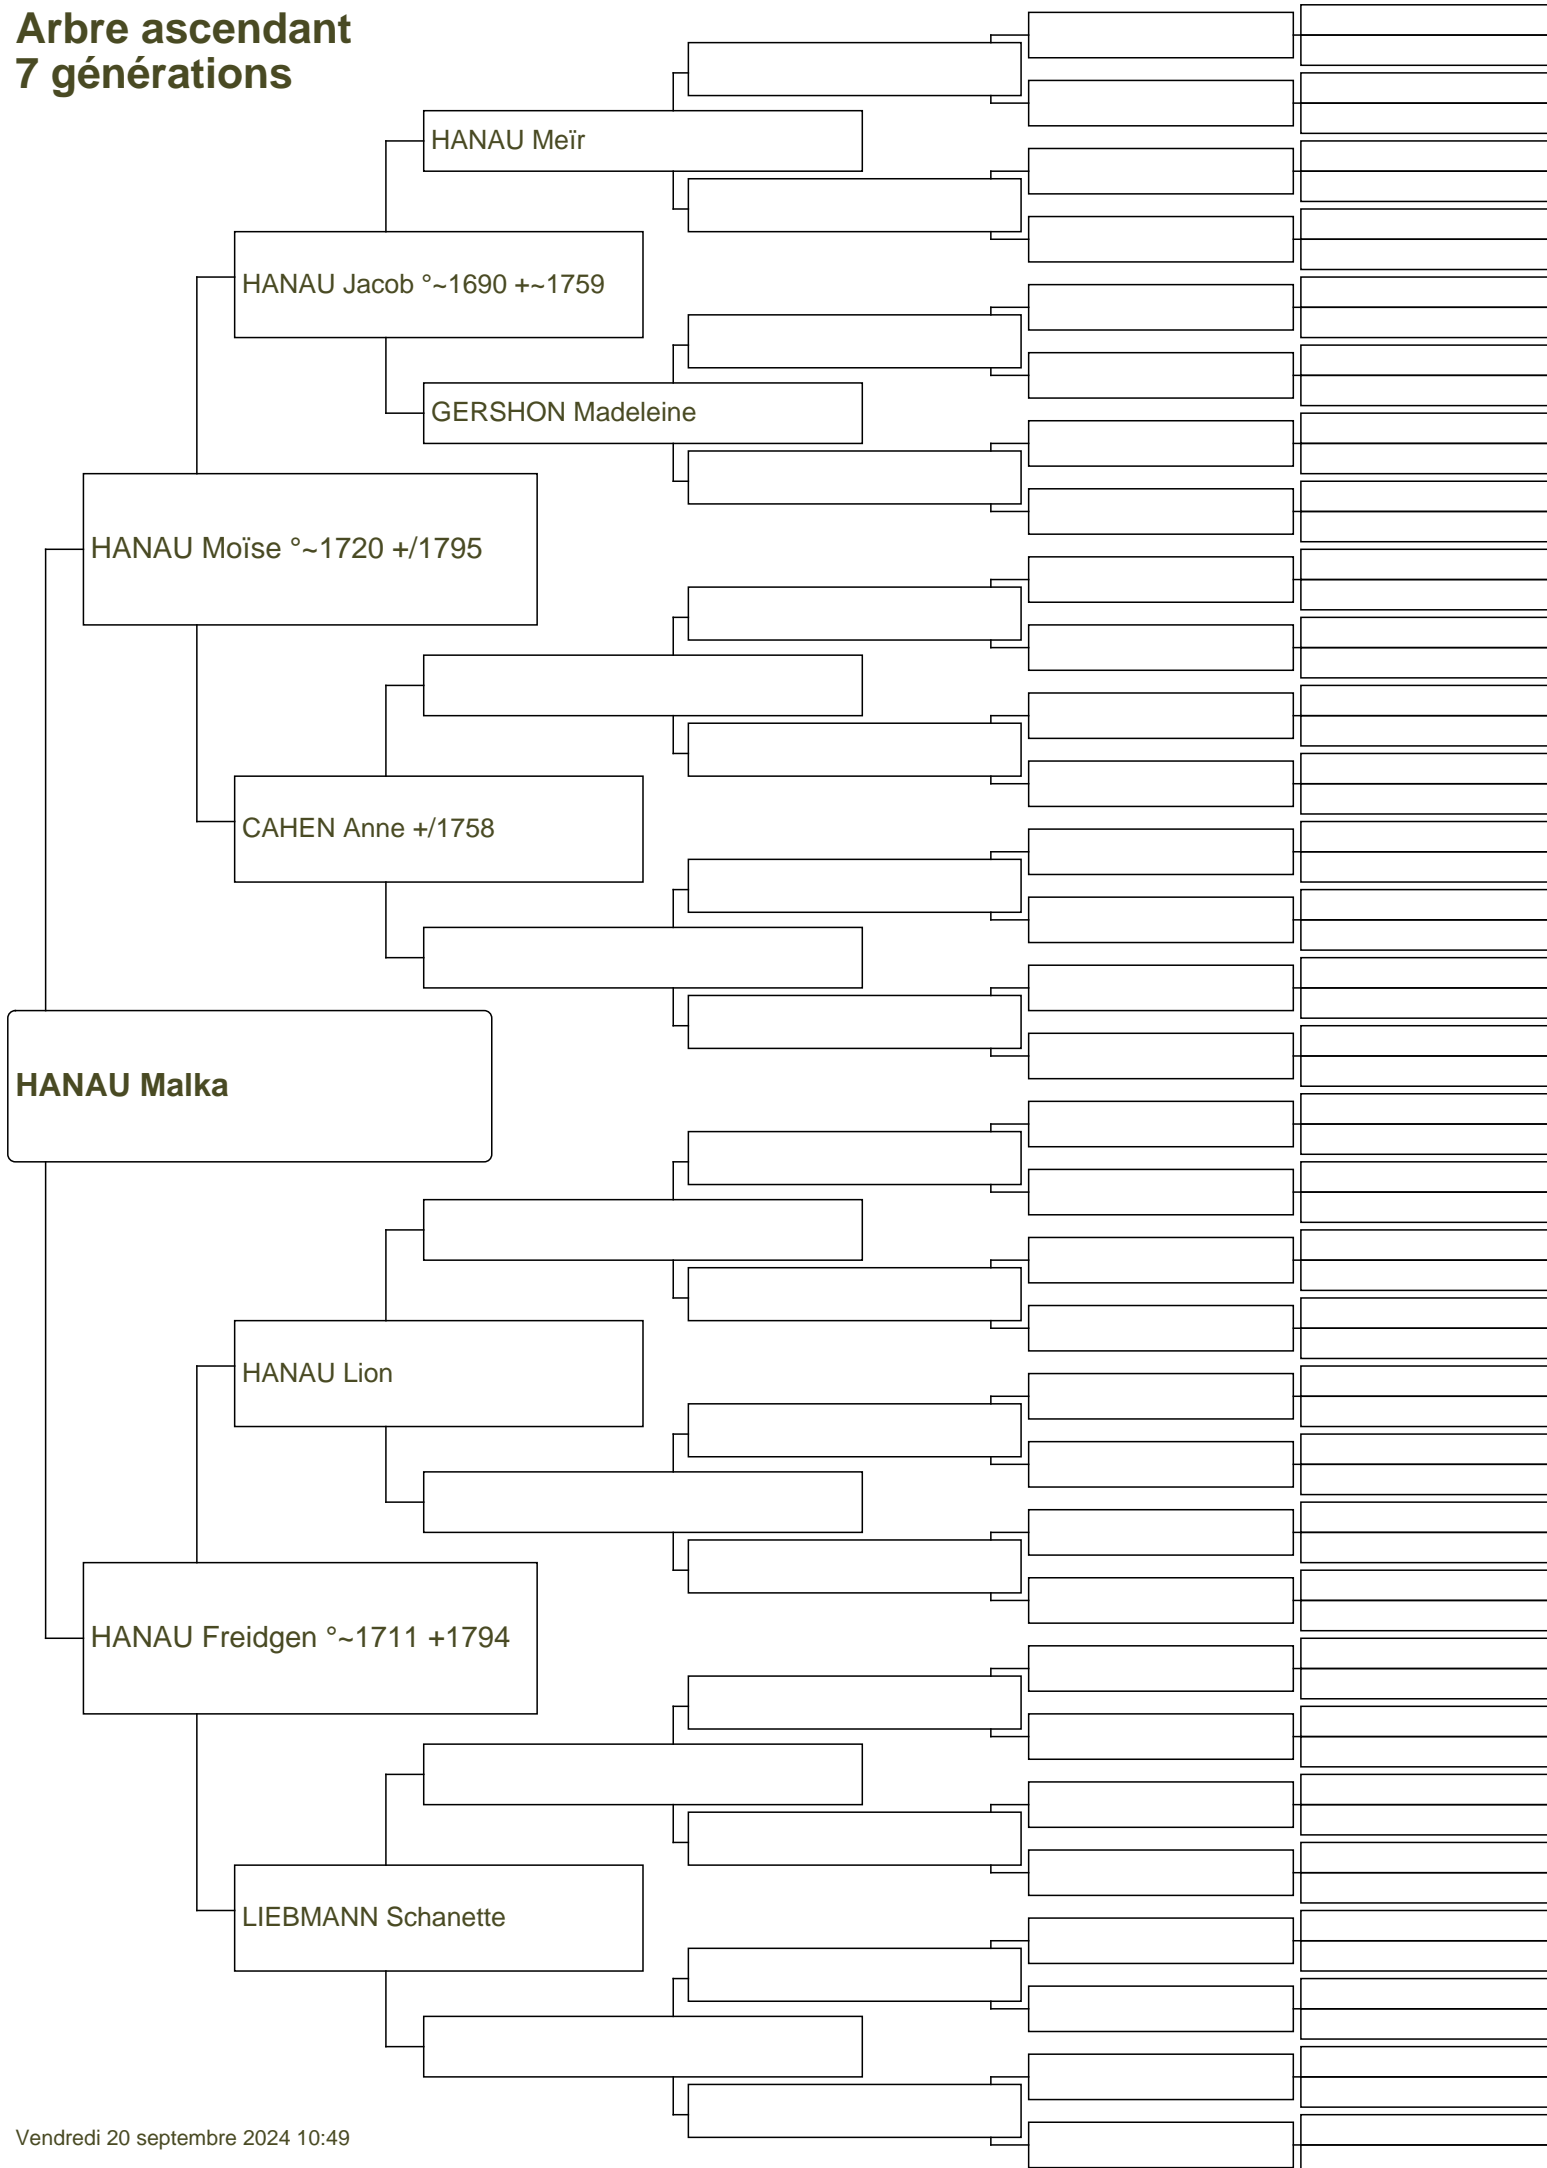 Arbre ascendant
7 générations
HANAU Meïr
HANAU Jacob °~1690 +~1759
GERSHON Madeleine
HANAU Moïse °~1720 +/1795
CAHEN Anne +/1758
HANAU Malka
HANAU Lion
HANAU Freidgen °~1711 +1794
LIEBMANN Schanette
Vendredi 20 septembre 2024 10:49